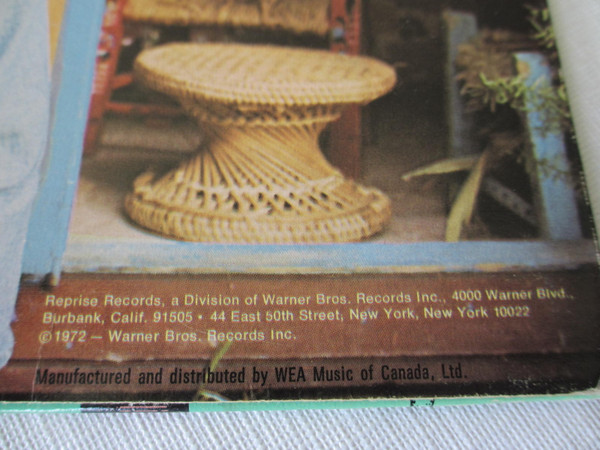 Reprise Records, a Division of Warner Bros. Records Inc., 4000 Warner Blvd.,
Burbank, Calif. 91505 • 44 East 50th Street, New York, New York 10022
©1972 — Warner Bros. Records Inc.
Manufactured and distributed by WEA Music of Canada, Ltd.